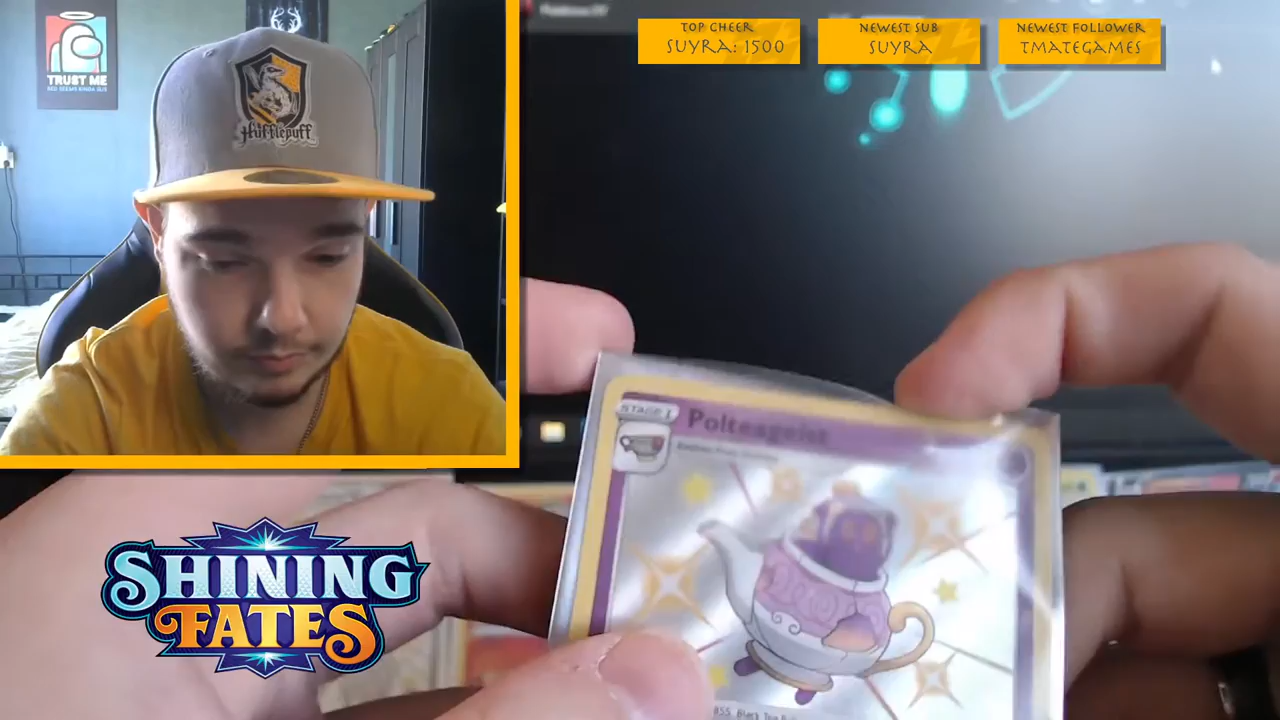 TRUST ME
Hufflepuff
TOP CHEER
SUYRA: 1500
NEWEST SUB
SUYRA
NEWEST FOLLOWER
TMATEGAMES
STAGE 1
Polteageist
SHINING
FATES